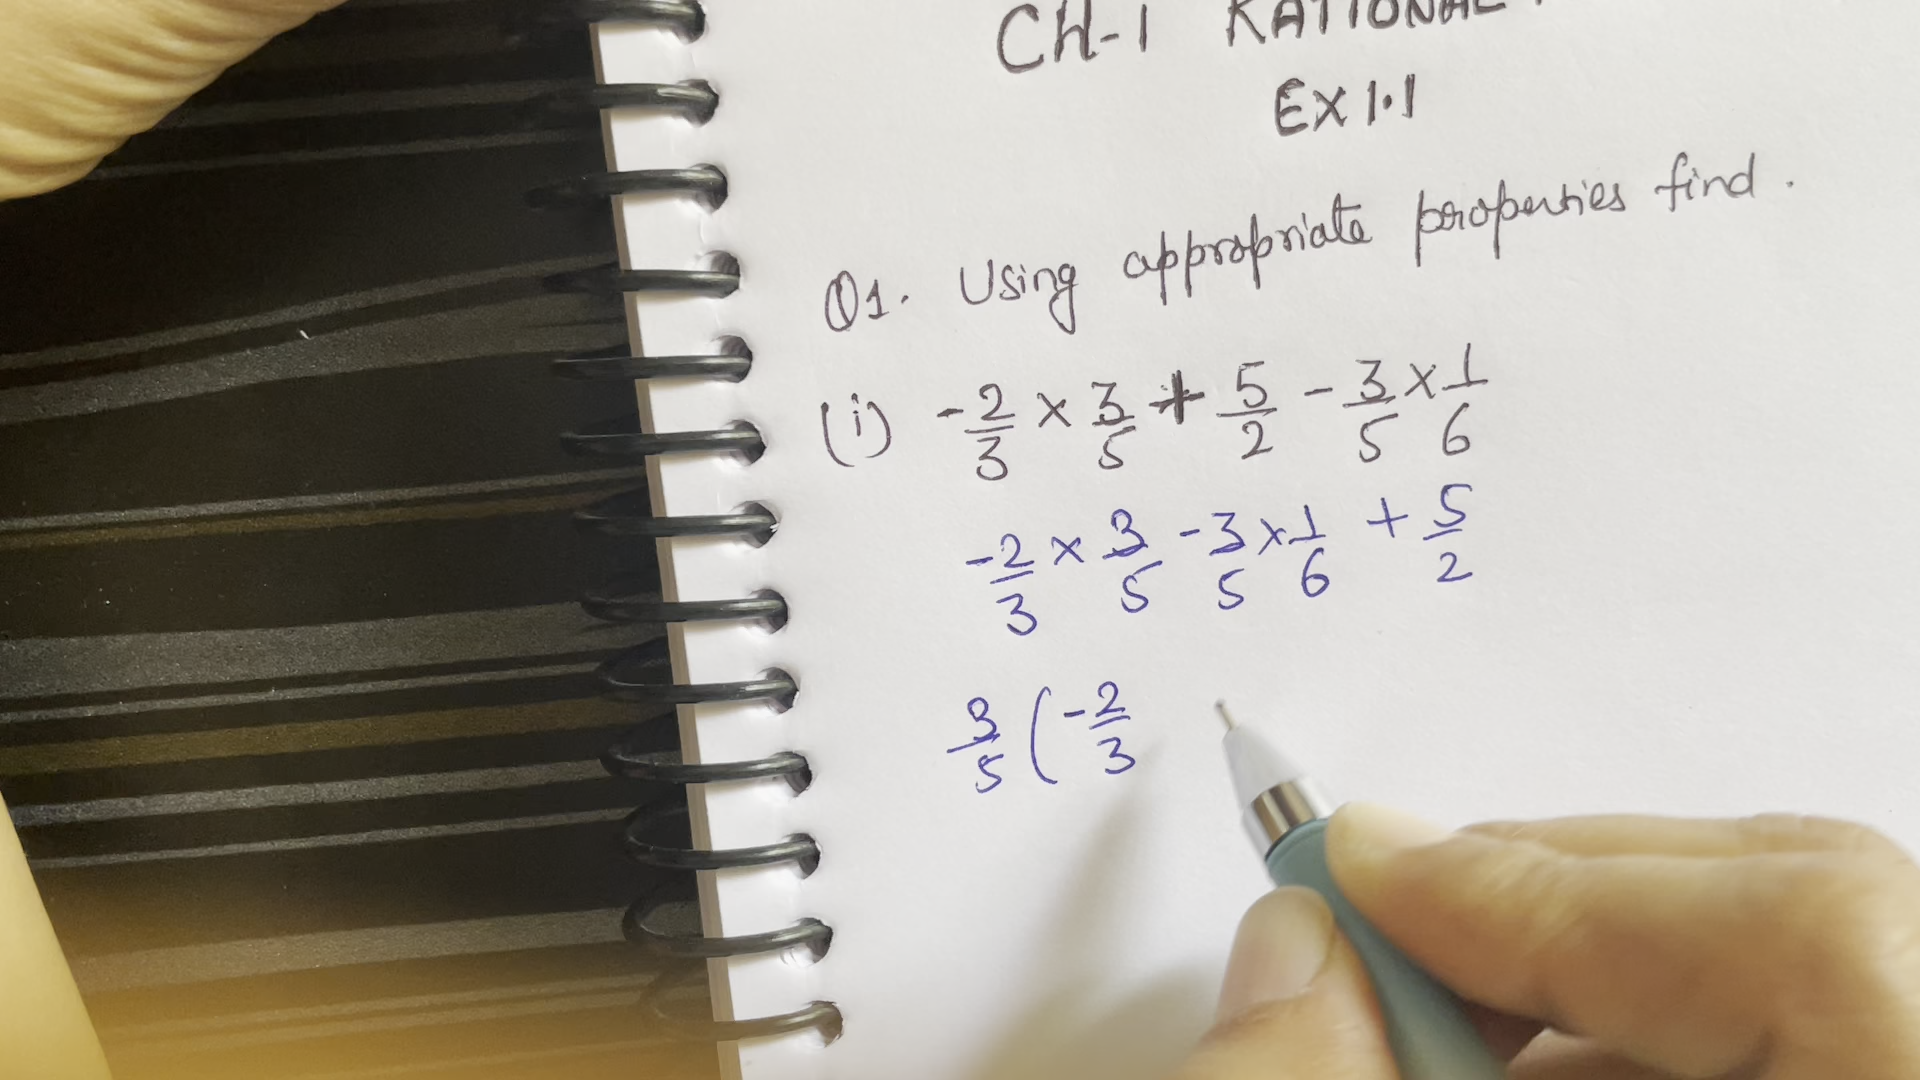 CH-1 RATIONAL
EX 1.1
Q1. Using appropriate properties find.
(i) -2/3 × 3/5 + 5/2 - 3/5 × 1/6
-2/3 × 3/5 - 3/5 × 1/6 + 5/2
3/5 ( -2/3